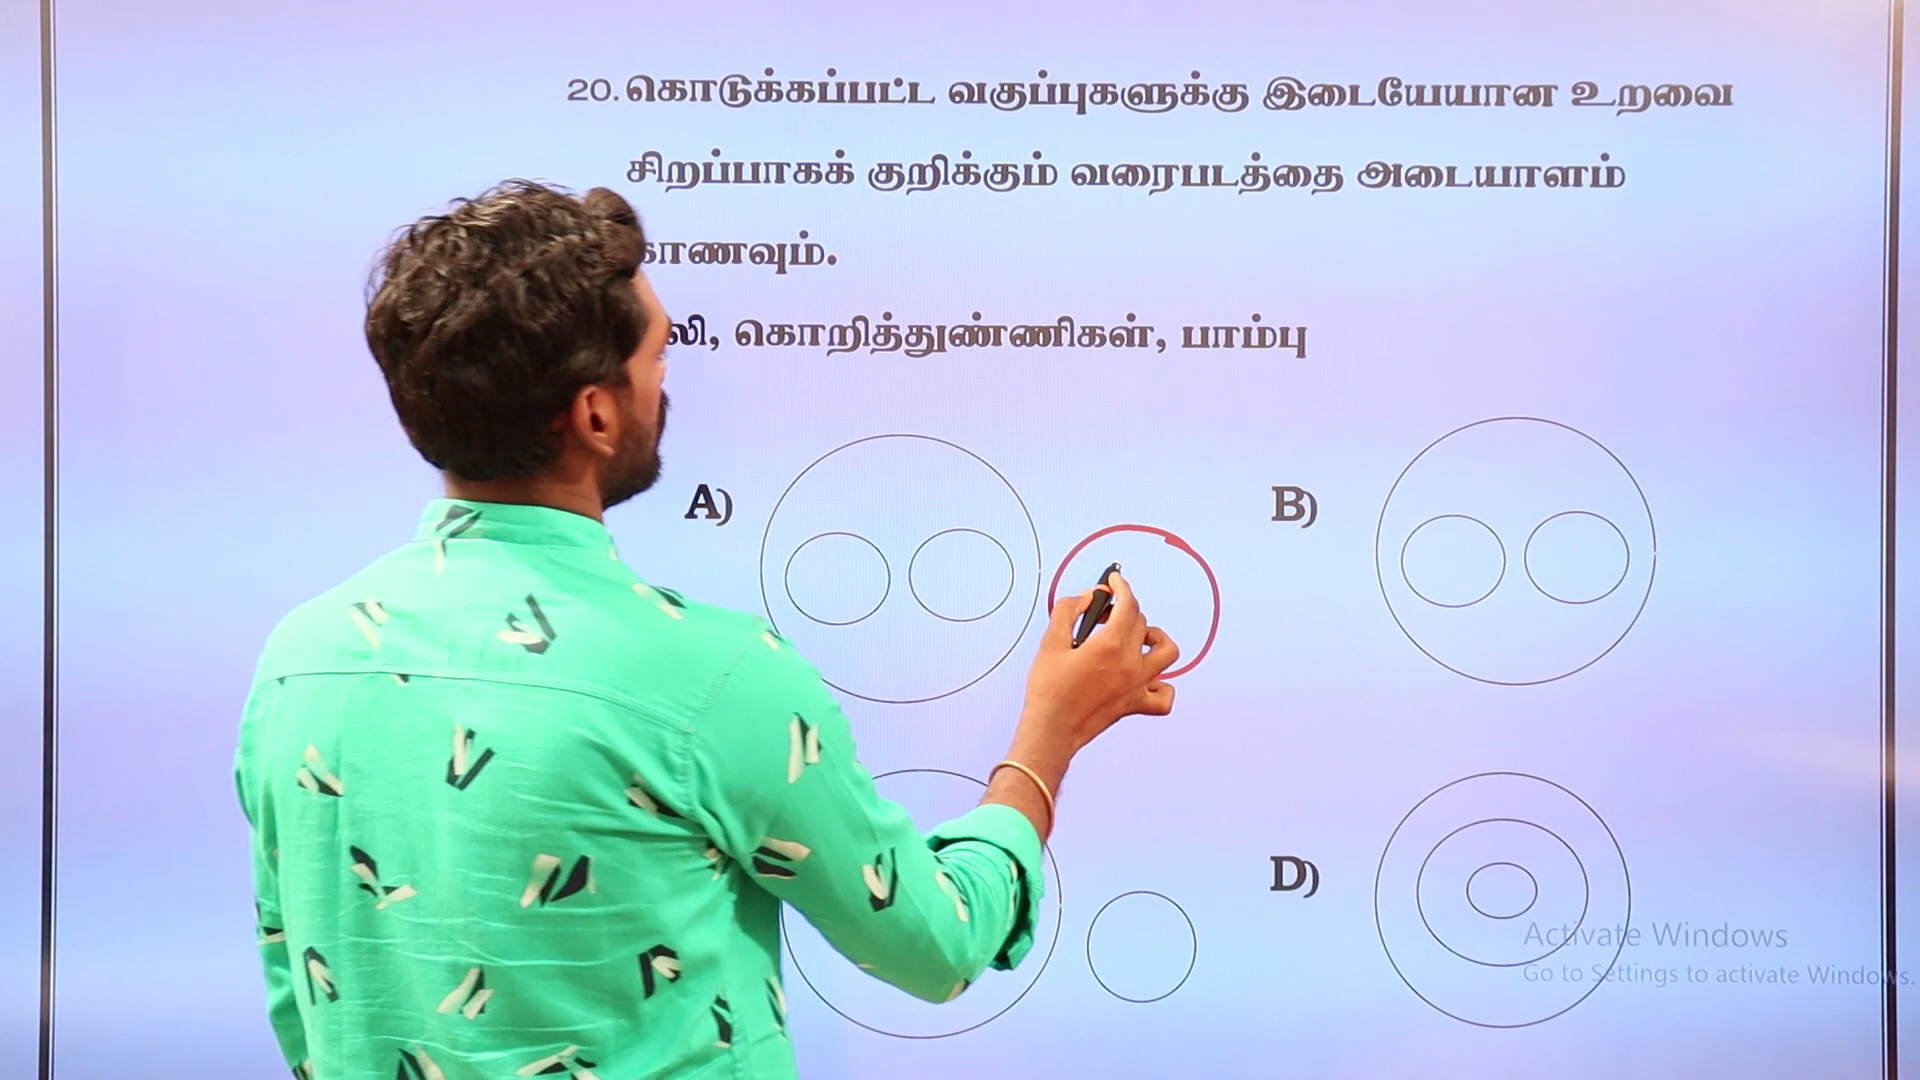 20. கொடுக்கப்பட்ட வகுப்புகளுக்கு இடையேயான உறவை
சிறப்பாகக் குறிக்கும் வரைபடத்தை அடையாளம்
காணவும்.
கொறித்துண்ணிகள், பாம்பு
A)
B)
D)
Activate Windows
Go to Settings to activate Windows.